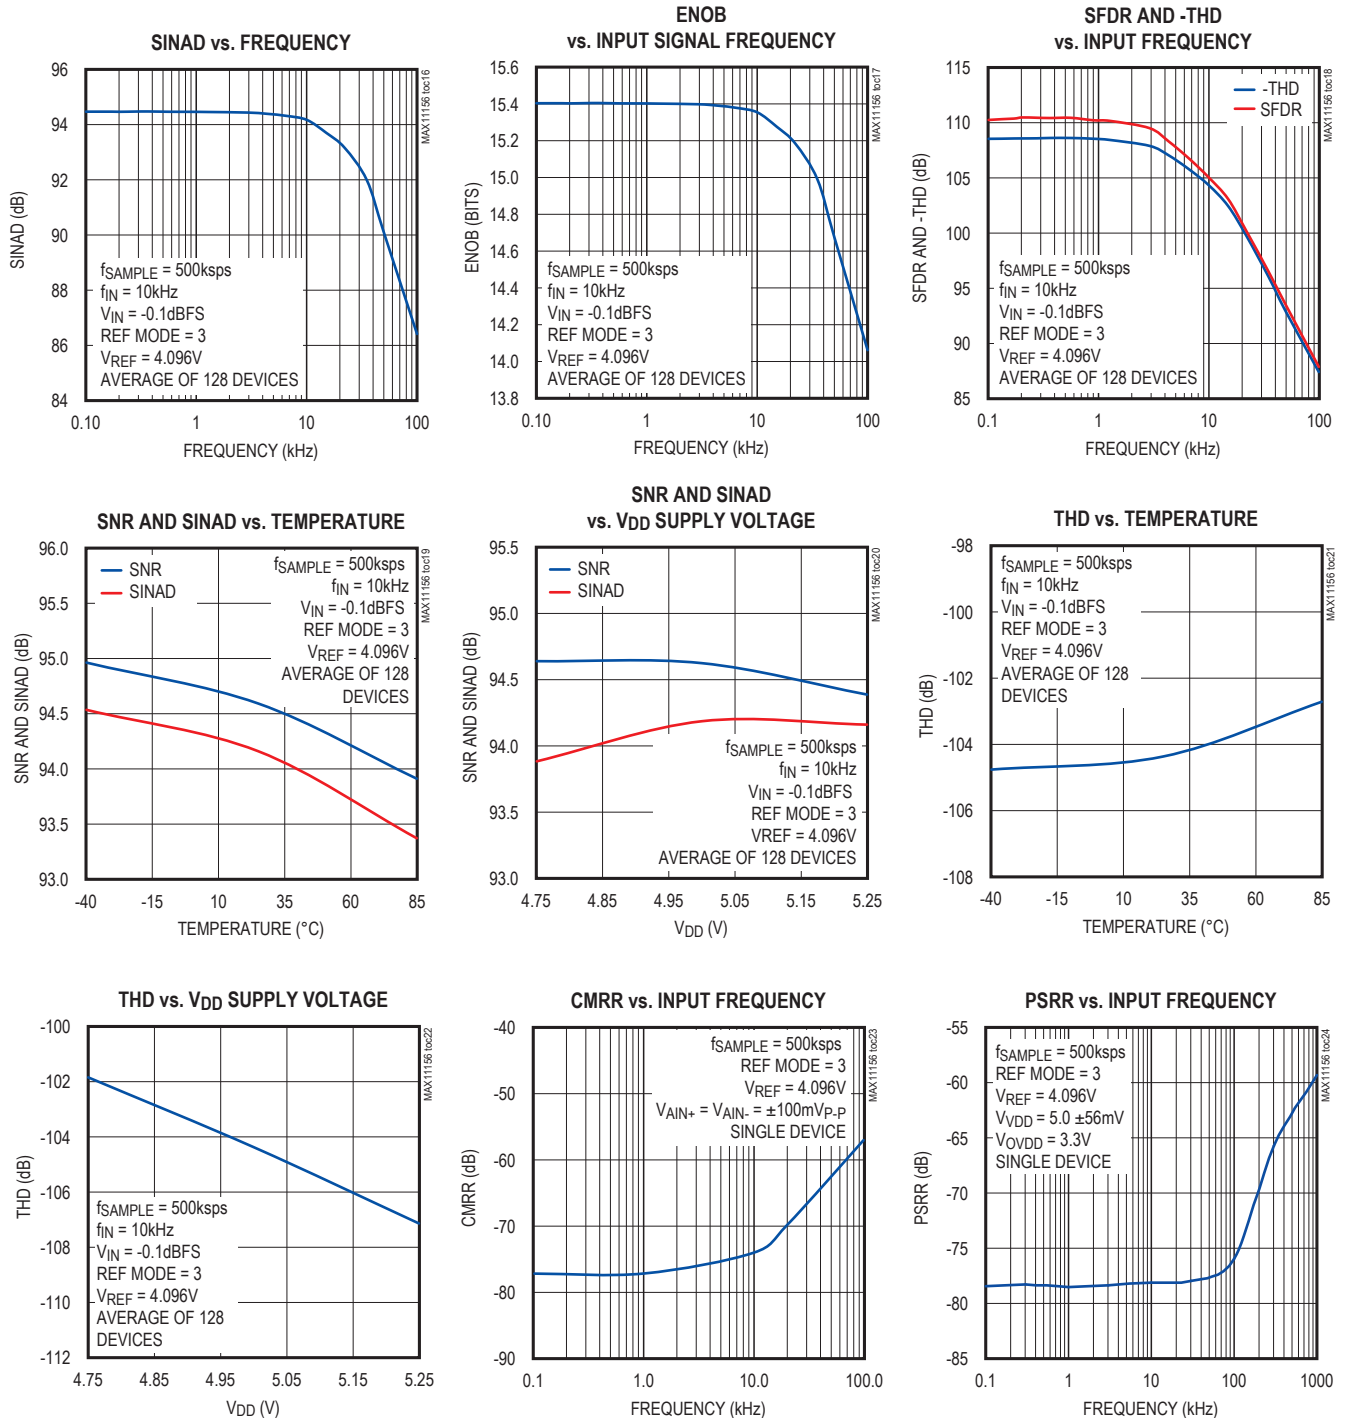 SINAD vs. FREQUENCY
MAX11156 toc16
SINAD (dB)
96
94
92
90
88
86
84
fSAMPLE = 500ksps
fIN = 10kHz
VIN = -0.1dBFS
REF MODE = 3
VREF = 4.096V
AVERAGE OF 128 DEVICES
0.10 1 10 100
FREQUENCY (kHz)
ENOB
vs. INPUT SIGNAL FREQUENCY
MAX11156 toc17
ENOB (BITS)
15.6
15.4
15.2
15.0
14.8
14.6
14.4
14.2
14.0
13.8
fSAMPLE = 500ksps
fIN = 10kHz
VIN = -0.1dBFS
REF MODE = 3
VREF = 4.096V
AVERAGE OF 128 DEVICES
0.10 1 10 100
FREQUENCY (kHz)
SFDR AND -THD
vs. INPUT FREQUENCY
MAX11156 toc18
SFDR AND -THD (dB)
115
110
105
100
95
90
85
-THD
SFDR
fSAMPLE = 500ksps
fIN = 10kHz
VIN = -0.1dBFS
REF MODE = 3
VREF = 4.096V
AVERAGE OF 128 DEVICES
0.1 1 10 100
FREQUENCY (kHz)
SNR AND SINAD vs. TEMPERATURE
MAX11156 toc19
SNR AND SINAD (dB)
96.0
95.5
95.0
94.5
94.0
93.5
93.0
SNR
SINAD
fSAMPLE = 500ksps
fIN = 10kHz
VIN = -0.1dBFS
REF MODE = 3
VREF = 4.096V
AVERAGE OF 128
DEVICES
-40 -15 10 35 60 85
TEMPERATURE (°C)
SNR AND SINAD
vs. VDD SUPPLY VOLTAGE
MAX11156 toc20
SNR AND SINAD (dB)
95.5
95.0
94.5
94.0
93.5
93.0
SNR
SINAD
fSAMPLE = 500ksps
fIN = 10kHz
VIN = -0.1dBFS
REF MODE = 3
VREF = 4.096V
AVERAGE OF 128 DEVICES
4.75 4.85 4.95 5.05 5.15 5.25
VDD (V)
THD vs. TEMPERATURE
MAX11156 toc21
THD (dB)
-98
-100
-102
-104
-106
-108
fSAMPLE = 500ksps
fIN = 10kHz
VIN = -0.1dBFS
REF MODE = 3
VREF = 4.096V
AVERAGE OF 128
DEVICES
-40 -15 10 35 60 85
TEMPERATURE (°C)
THD vs. VDD SUPPLY VOLTAGE
MAX11156 toc22
THD (dB)
-100
-102
-104
-106
-108
-110
-112
fSAMPLE = 500ksps
fIN = 10kHz
VIN = -0.1dBFS
REF MODE = 3
VREF = 4.096V
AVERAGE OF 128
DEVICES
4.75 4.85 4.95 5.05 5.15 5.25
VDD (V)
CMRR vs. INPUT FREQUENCY
MAX11156 toc23
CMRR (dB)
-40
-50
-60
-70
-80
-90
fSAMPLE = 500ksps
REF MODE = 3
VREF = 4.096V
VAIN+ = VAIN- = ±100mVP-P
SINGLE DEVICE
0.1 1.0 10.0 100.0
FREQUENCY (kHz)
PSRR vs. INPUT FREQUENCY
MAX11156 toc24
PSRR (dB)
-55
-60
-65
-70
-75
-80
-85
fSAMPLE = 500ksps
REF MODE = 3
VREF = 4.096V
VVDD = 5.0 ±56mV
VOVDD = 3.3V
SINGLE DEVICE
0.1 1 10 100 1000
FREQUENCY (kHz)